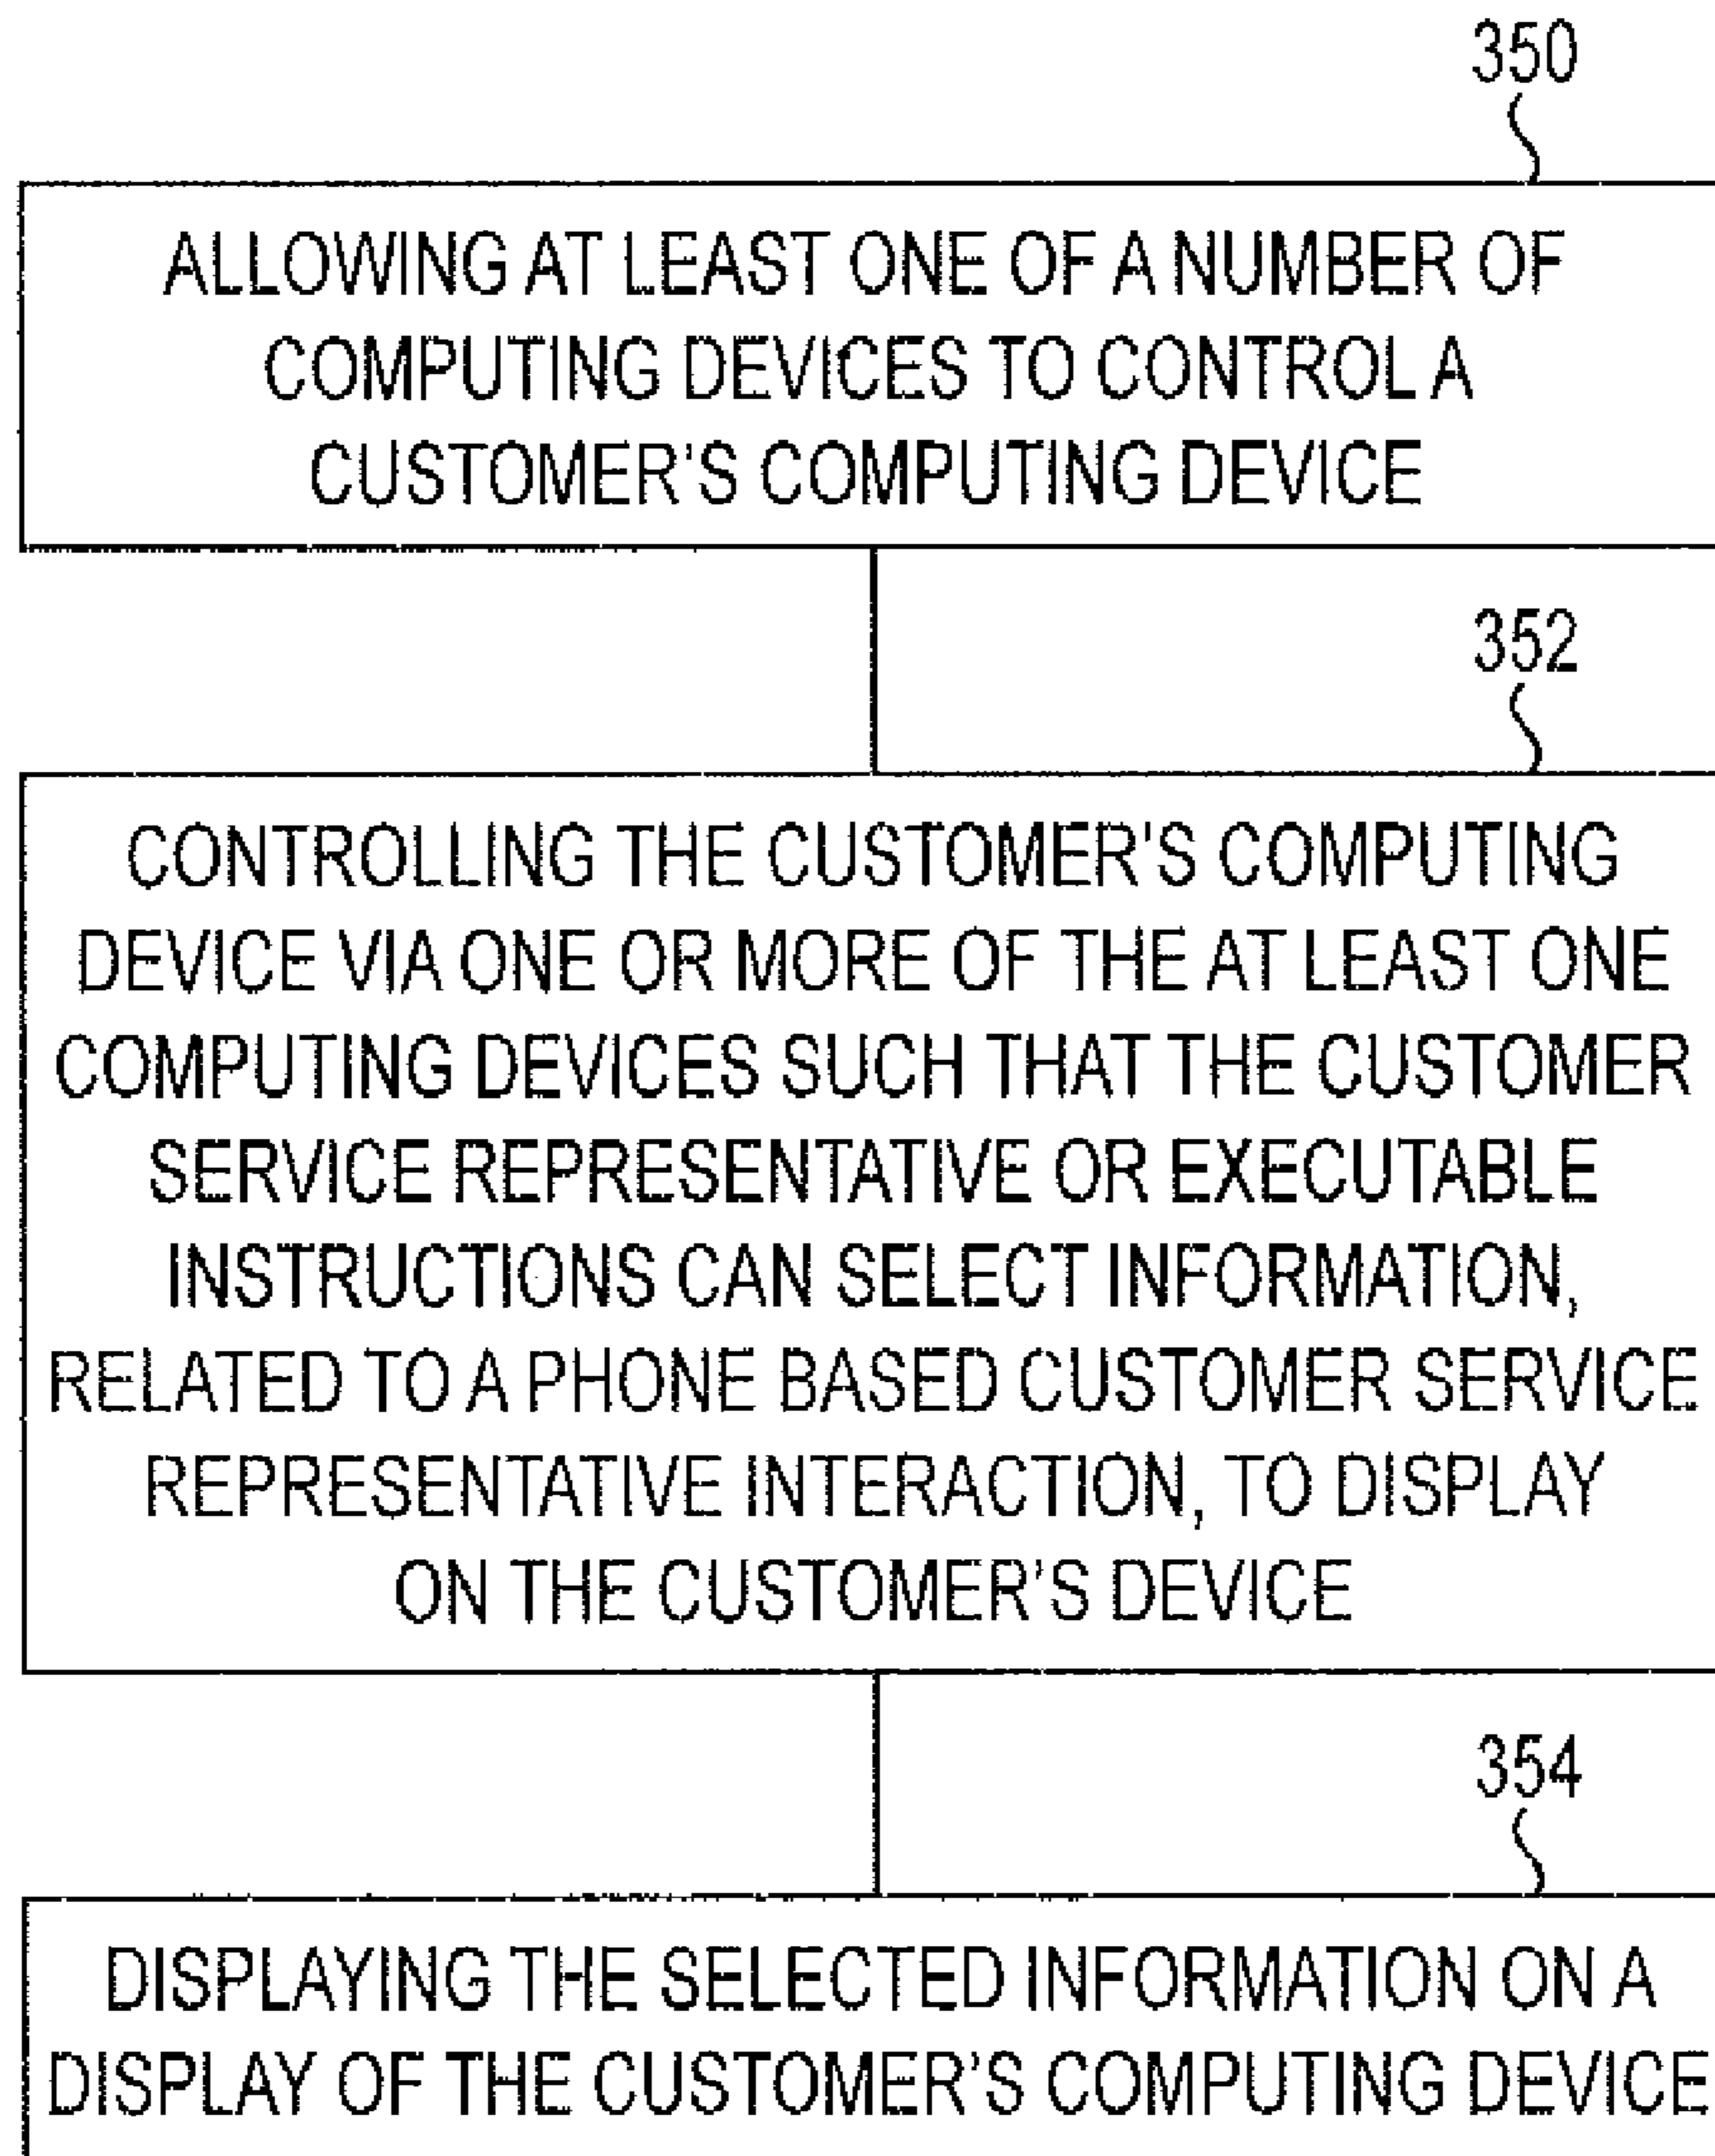 350
ALLOWING AT LEAST ONE OF A NUMBER OF
COMPUTING DEVICES TO CONTROL A
CUSTOMER'S COMPUTING DEVICE
352
CONTROLLING THE CUSTOMER'S COMPUTING
DEVICE VIA ONE OR MORE OF THE AT LEAST ONE
COMPUTING DEVICES SUCH THAT THE CUSTOMER
SERVICE REPRESENTATIVE OR EXECUTABLE
INSTRUCTIONS CAN SELECT INFORMATION,
RELATED TO A PHONE BASED CUSTOMER SERVICE
REPRESENTATIVE INTERACTION, TO DISPLAY
ON THE CUSTOMER'S DEVICE
354
DISPLAYING THE SELECTED INFORMATION ON A
DISPLAY OF THE CUSTOMER'S COMPUTING DEVICE